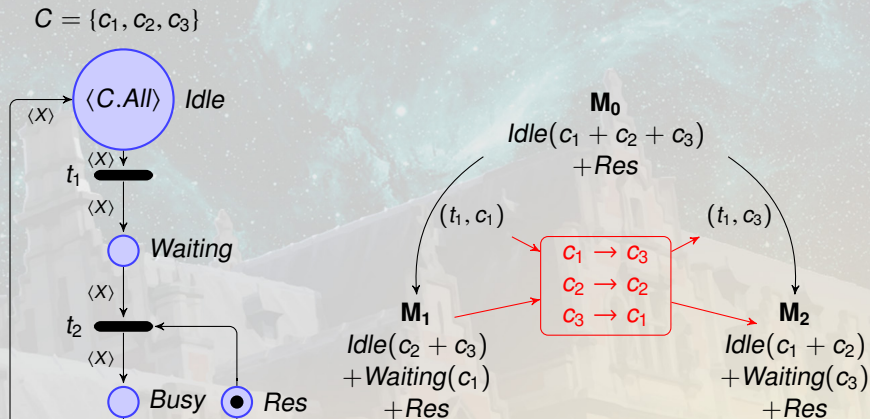 C = {c₁, c₂, c₃}
⟨C.All⟩ Idle
⟨X⟩
⟨X⟩
t₁
⟨X⟩
Waiting
⟨X⟩
t₂
⟨X⟩
Busy
Res
M₀
Idle(c₁ + c₂ + c₃)
+Res
(t₁, c₁)
(t₁, c₃)
c₁ → c₃
c₂ → c₂
c₃ → c₁
M₁
Idle(c₂ + c₃)
+Waiting(c₁)
+Res
M₂
Idle(c₁ + c₂)
+Waiting(c₃)
+Res